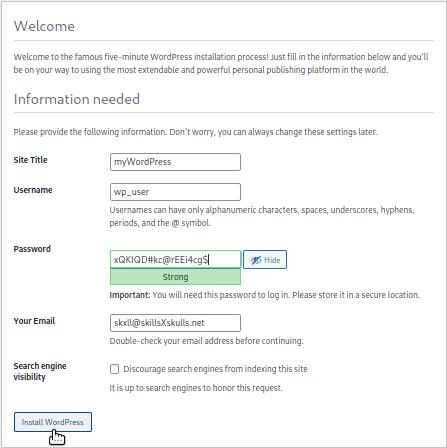 Welcome
Welcome to the famous five-minute WordPress installation process! Just fill in the information below and you'll
be on your way to using the most extendable and powerful personal publishing platform in the world.
Information needed
Please provide the following information. Don't worry, you can always change these settings later.
Site Title
myWordPress
Username
wp_user
Usernames can have only alphanumeric characters, spaces, underscores, hyphens,
periods, and the @ symbol.
Password
xQKIQD#kc@rEEi4cg$
Hide
Strong
Important: You will need this password to log in. Please store it in a secure location.
Your Email
skxll@skillsXskulls.net
Double-check your email address before continuing.
Search engine
visibility
Discourage search engines from indexing this site
It is up to search engines to honor this request.
Install WordPress